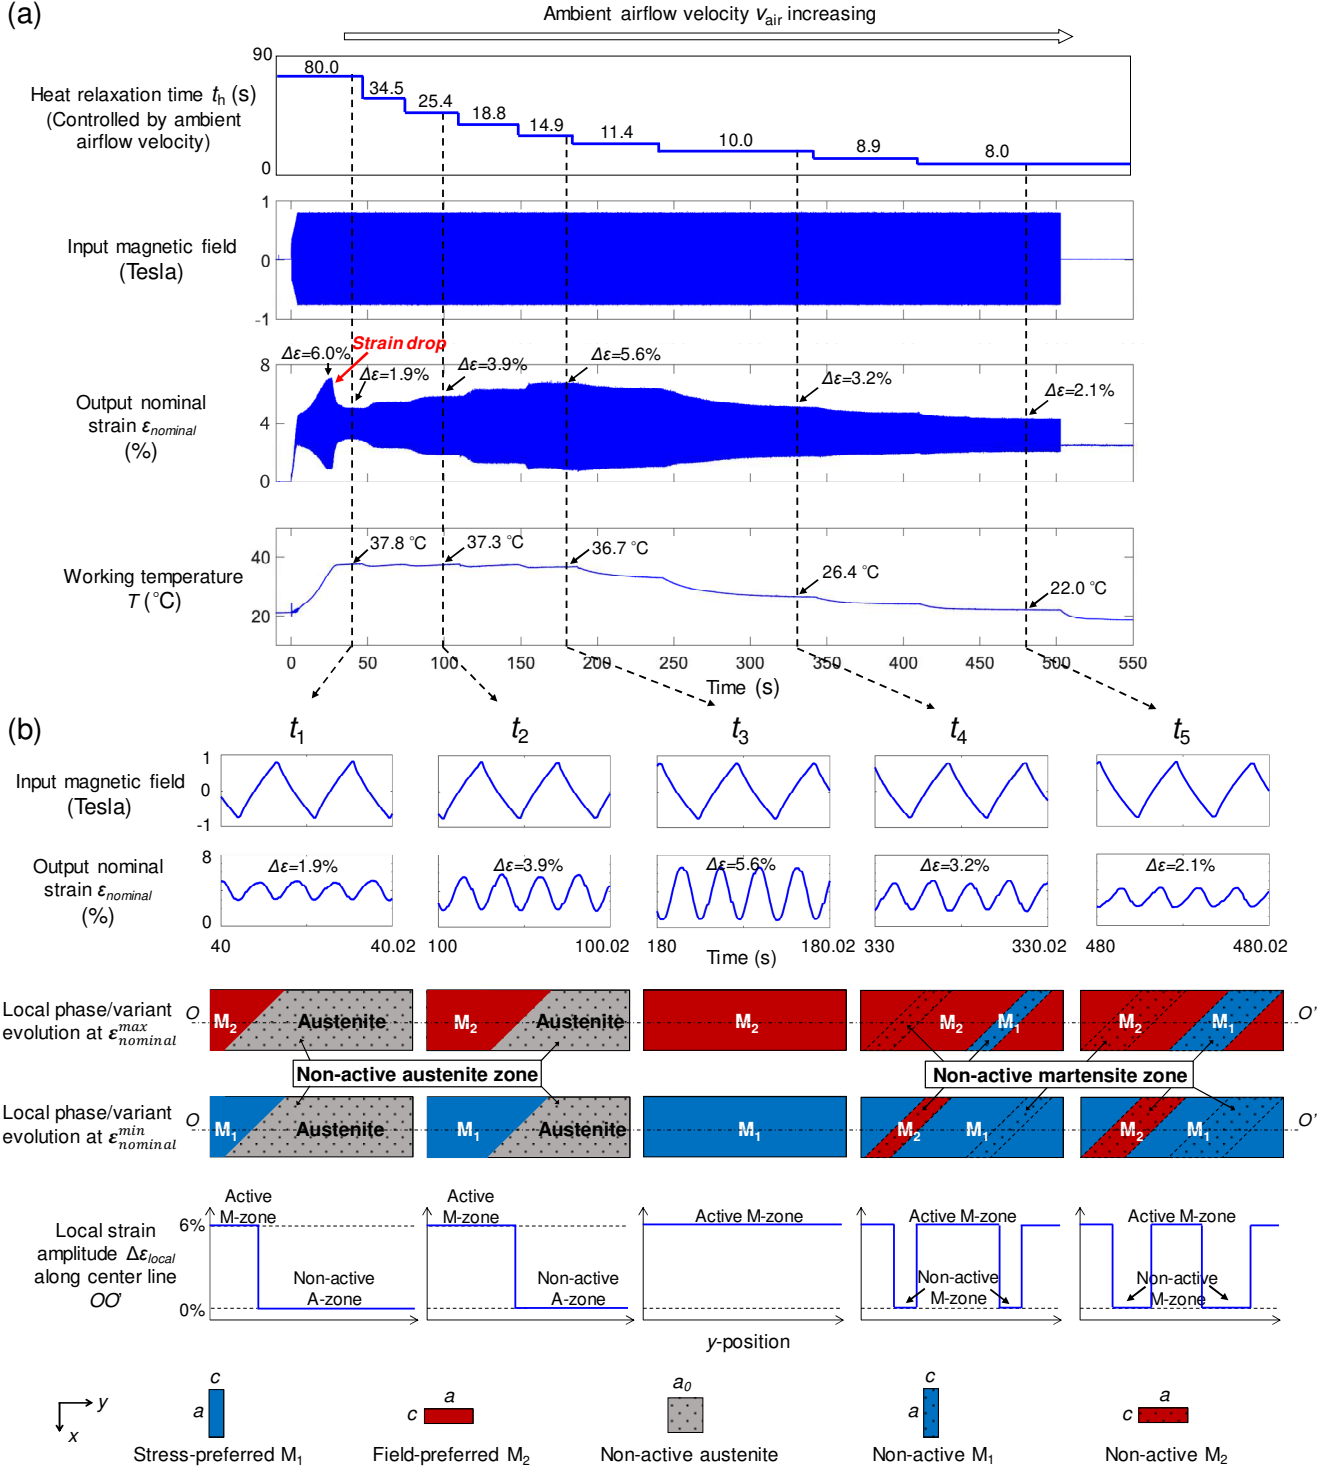 (a)
Ambient airflow velocity vair increasing
90
80.0
34.5
25.4
18.8
14.9
11.4
10.0
8.9
8.0
Heat relaxation time th (s)
(Controlled by ambient
airflow velocity)
0
1
Input magnetic field
(Tesla)
0
-1
8
Δε=6.0%
Strain drop
Δε=1.9%
Δε=3.9%
Δε=5.6%
Δε=3.2%
Δε=2.1%
Output nominal
strain εnominal
(%)
4
0
40
37.8 °C
37.3 °C
36.7 °C
26.4 °C
22.0 °C
Working temperature
T (°C)
20
0 50 100 150 200 250 300 350 400 450 500 550
Time (s)
(b)
t1 t2 t3 t4 t5
Input magnetic field
(Tesla)
1
0
-1
Output nominal
strain εnominal
(%)
8
0
Δε=1.9% Δε=3.9% Δε=5.6% Δε=3.2% Δε=2.1%
40 40.02 100 100.02 180 180.02 330 330.02 480 480.02
Time (s)
Local phase/variant
evolution at εnominal max
O M2 Austenite M2 Austenite M2 M2 M1 M2 M1 O'
Non-active austenite zone
Non-active martensite zone
Local phase/variant
evolution at εnominal min
O M1 Austenite M1 Austenite M1 M2 M1 M2 M1 O'
Local strain
amplitude Δεlocal
along center line
OO'
6%
0%
Active
M-zone
Non-active
A-zone
Active
M-zone
Non-active
A-zone
Active M-zone
Active M-zone
Non-active
M-zone
Active M-zone
Non-active
M-zone
y-position
y
x
c
a
Stress-preferred M1
a
c
Field-preferred M2
a0
Non-active austenite
c
a
Non-active M1
a
c
Non-active M2